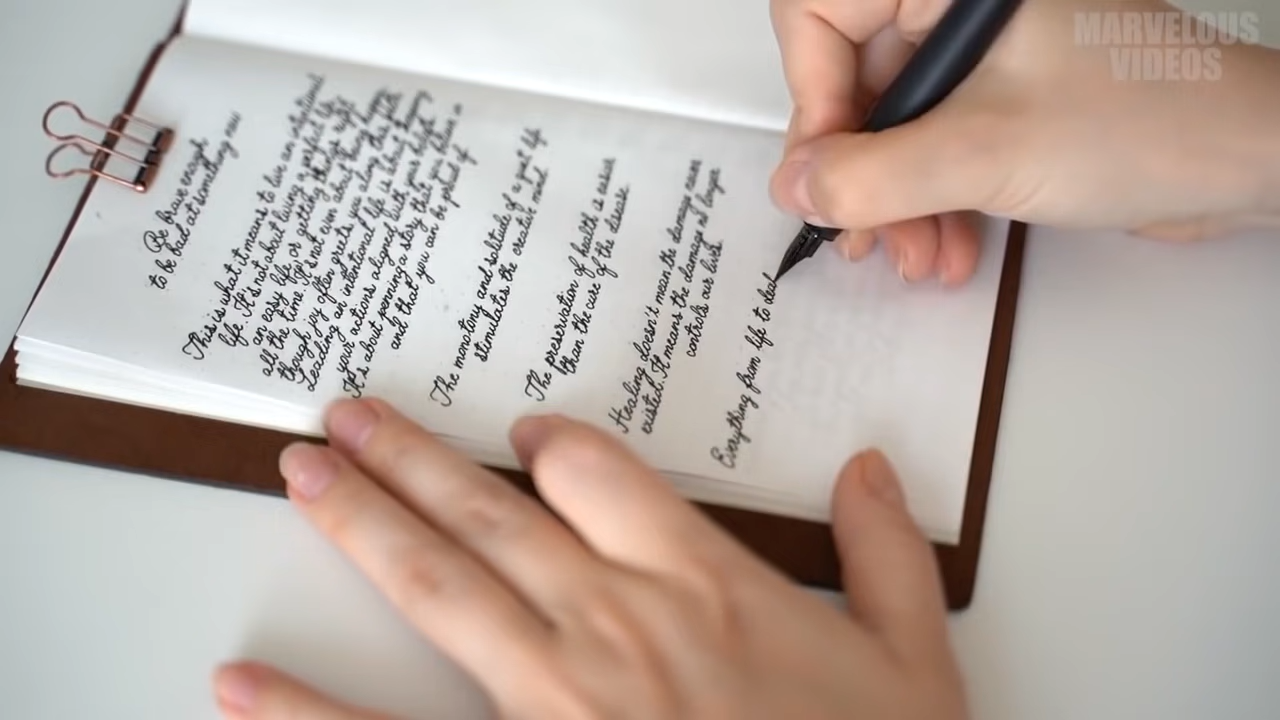 Be brave enough
to be bad at something new
This is what it means to live an intentional
life. It's not about living a perfect life,
an easy life, or getting things right
all the time. It's not even about being happy,
though joy often greets you along the
Leading an intentional life is about keeping
your actions aligned with your
It's about penning a story that you believe in
and that you can be proud of
The monotony and solitude of a quiet life
stimulates the creative mind
The preservation of health is easier
than the cure of the disease
Healing doesn't mean the damage never
existed. It means the damage no longer
controls our lives
Everything from life to deat
MARVELOUS
VIDEOS